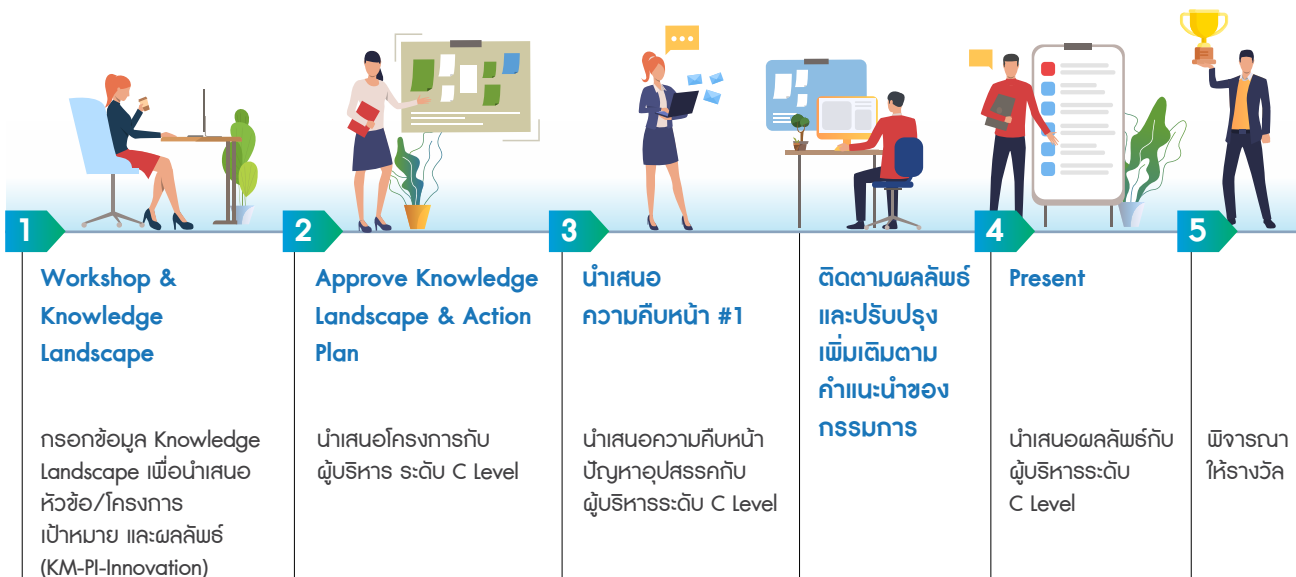 1
Workshop &
Knowledge
Landscape
กรอกข้อมูล Knowledge
Landscape เพื่อนำเสนอ
หัวข้อ/โครงการ
เป้าหมาย และผลลัพธ์
(KM-PI-Innovation)
2
Approve Knowledge
Landscape & Action
Plan
นำเสนอโครงการกับ
ผู้บริหาร ระดับ C Level
3
นำเสนอ
ความคืบหน้า #1
นำเสนอความคืบหน้า
ปัญหาอุปสรรคกับ
ผู้บริหารระดับ C Level
ติดตามผลลัพธ์
และปรับปรุง
เพิ่มเติมตาม
คำแนะนำของ
กรรมการ
4
Present
นำเสนอผลลัพธ์กับ
ผู้บริหารระดับ
C Level
5
พิจารณา
ให้รางวัล